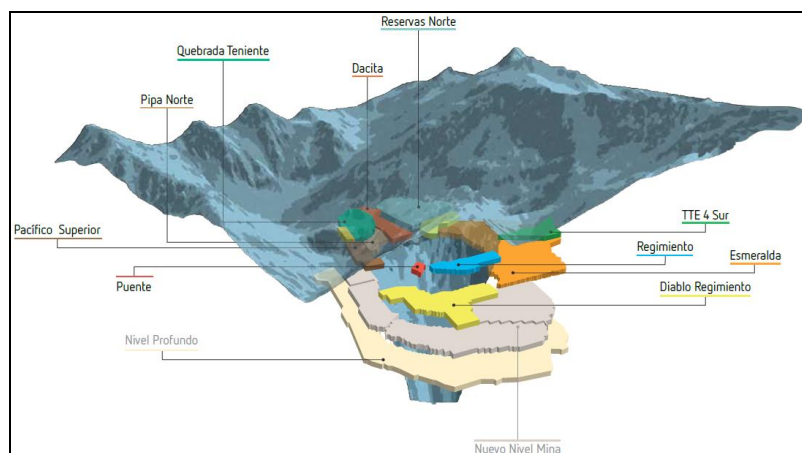 Reservas Norte
Quebrada Teniente
Dacita
Pipa Norte
Pacífico Superior
TTE 4 Sur
Regimiento
Esmeralda
Puente
Diablo Regimiento
Nivel Profundo
Nuevo Nivel Mina